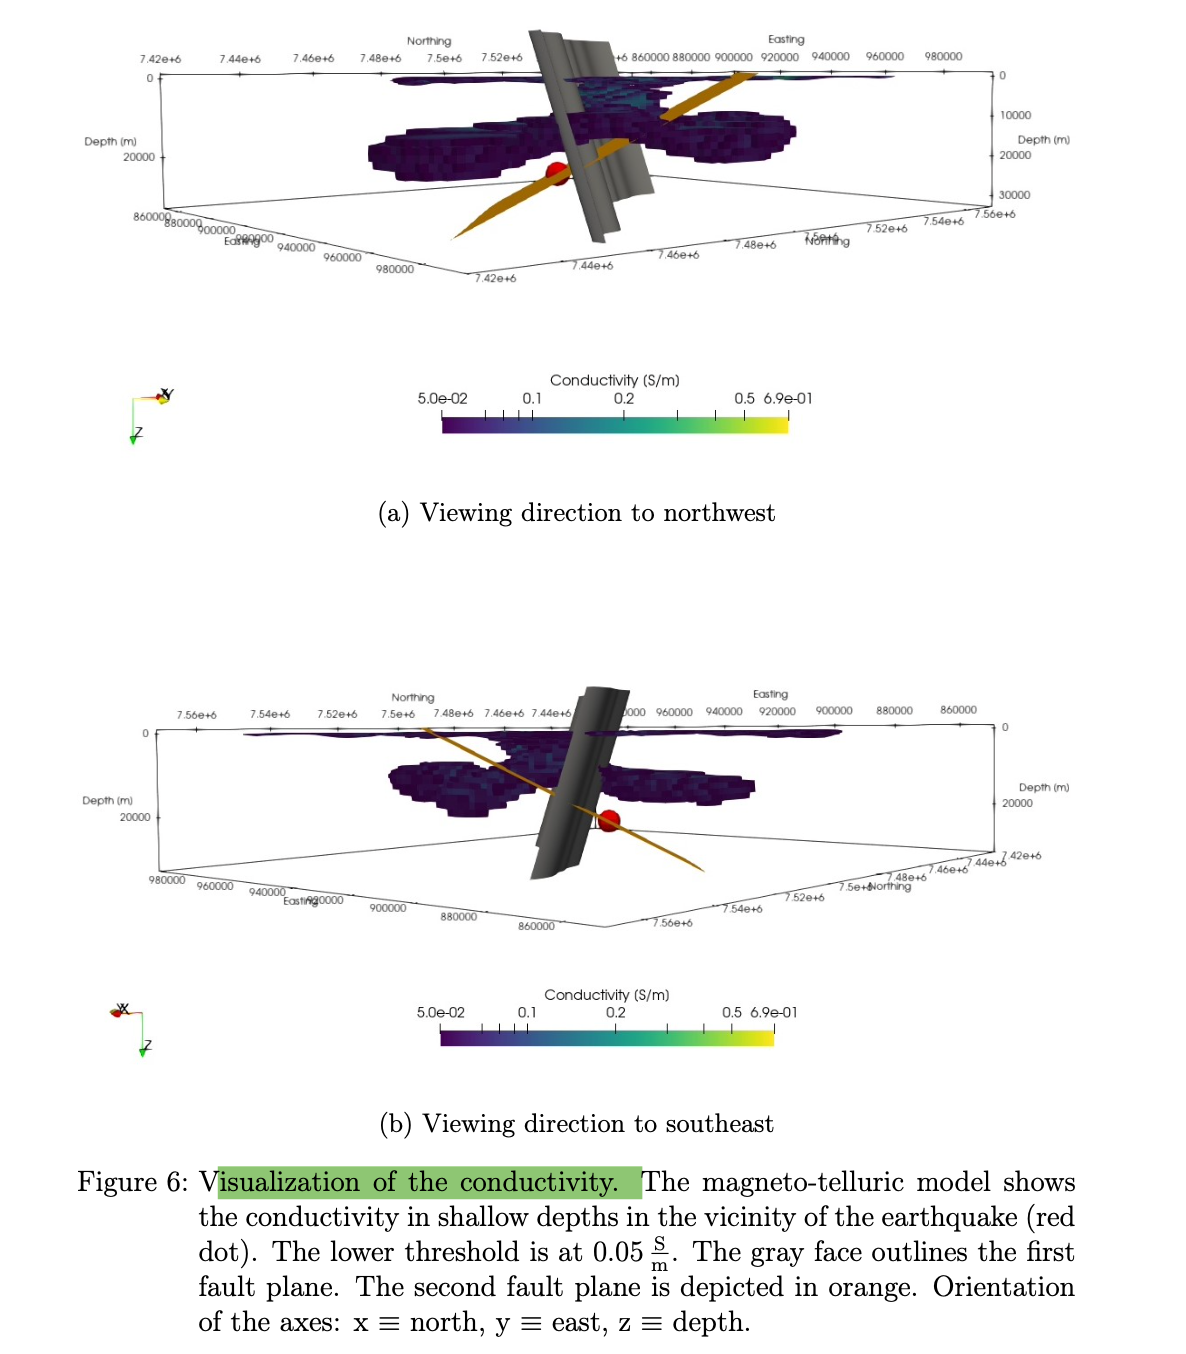 Northing
Easting
7.42e+6 7.44e+6 7.46e+6 7.48e+6 7.5e+6 7.52e+6 +6 860000 880000 900000 920000 940000 960000 980000
0
0
10000
Depth (m)
Depth (m)
20000
20000
30000
860000 880000 900000 940000 960000 980000
Easting
7.42e+6 7.44e+6 7.46e+6 7.48e+6 7.5e+6 7.52e+6 7.54e+6 7.56e+6
Northing
Conductivity (S/m)
5.0e-02 0.1 0.2 0.5 6.9e-01
Y
Z
(a) Viewing direction to northwest
Northing
Easting
7.56e+6 7.54e+6 7.52e+6 7.5e+6 7.48e+6 7.46e+6 7.44e+6 0000 960000 940000 920000 900000 880000 860000
0
0
Depth (m)
Depth (m)
20000
20000
980000 960000 940000 920000 900000 880000 860000
Easting
7.56e+6 7.54e+6 7.52e+6 7.5e+6 7.48e+6 7.46e+6 7.44e+6 7.42e+6
Northing
Conductivity (S/m)
5.0e-02 0.1 0.2 0.5 6.9e-01
X
Z
(b) Viewing direction to southeast
Figure 6: Visualization of the conductivity. The magneto-telluric model shows
the conductivity in shallow depths in the vicinity of the earthquake (red
dot). The lower threshold is at 0.05 S/m. The gray face outlines the first
fault plane. The second fault plane is depicted in orange. Orientation
of the axes: x ≡ north, y ≡ east, z ≡ depth.